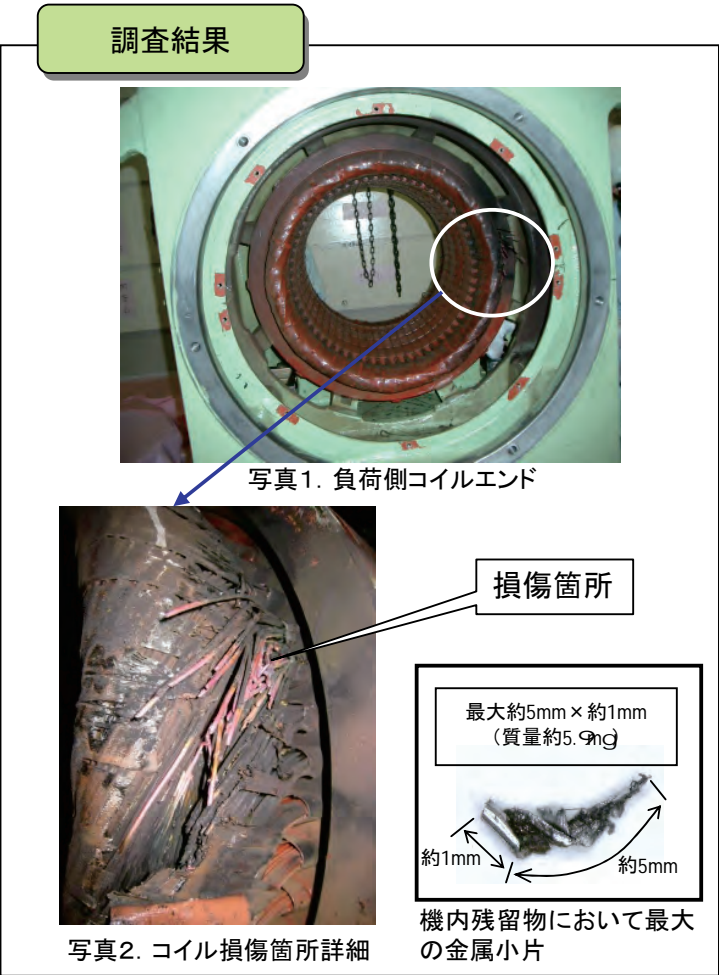 調査結果
写真1. 負荷側コイルエンド
損傷箇所
最大約5mm×約1mm
(質量約5.9mg)
約1mm
約5mm
機内残留物において最大
の金属小片
写真2. コイル損傷箇所詳細